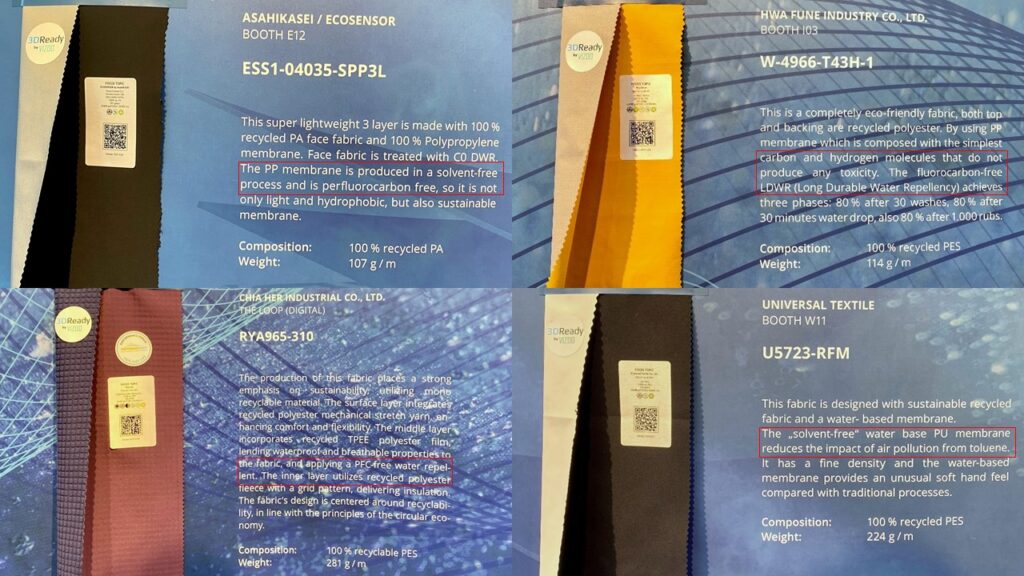 ASAHIKASEI / ECOSENSOR
BOOTH E12
ESS1-04035-SPP3L
This super lightweight 3 layer is made with 100 %
recycled PA face fabric and 100 % Polypropylene
membrane. Face fabric is treated with C0 DWR.
The PP membrane is produced in a solvent-free
process and is perfluorocarbon free, so it is not
only light and hydrophobic, but also sustainable
membrane.
Composition: 100 % recycled PA
Weight: 107 g / m
3DReady
by VIZOO
HWA FUNE INDUSTRY CO., LTD.
BOOTH I03
W-4966-T43H-1
This is a completely eco-friendly fabric, both top
and backing are recycled polyester. By using PP
membrane which is composed with the simplest
carbon and hydrogen molecules that do not
produce any toxicity. The fluorocarbon-free
LDWR (Long Durable Water Repellency) achieves
three phases: 80 % after 30 washes, 80 % after
30 minutes water drop, also 80 % after 1.000 rubs.
Composition: 100 % recycled PES
Weight: 114 g / m
3DReady
by VIZOO
CHIA HER INDUSTRIAL CO., LTD.
THE LOOP (DIGITAL)
RYA965-310
The production of this fabric places a strong
emphasis on sustainability, utilizing mono
recyclable material. The surface layer integrates
recycled polyester mechanical stretch yarn, en-
hancing comfort and flexibility. The middle layer
incorporates recycled TPEE polyester film,
lending waterproof and breathable properties to
the fabric, and applying a PFC-free water repel-
lent. The inner layer utilizes recycled polyester
fleece with a grid pattern, delivering insulation.
The fabric's design is centered around recyclabi-
lity, in line with the principles of the circular eco-
nomy.
Composition: 100 % recyclable PES
Weight: 281 g / m
3DReady
by VIZOO
UNIVERSAL TEXTILE
BOOTH W11
U5723-RFM
This fabric is designed with sustainable recycled
fabric and a water- based membrane.
The „solvent-free“ water base PU membrane
reduces the impact of air pollution from toluene.
It has a fine density and the water-based
membrane provides an unusual soft hand feel
compared with traditional processes.
Composition: 100 % recycled PES
Weight: 224 g / m
3DReady
by VIZOO